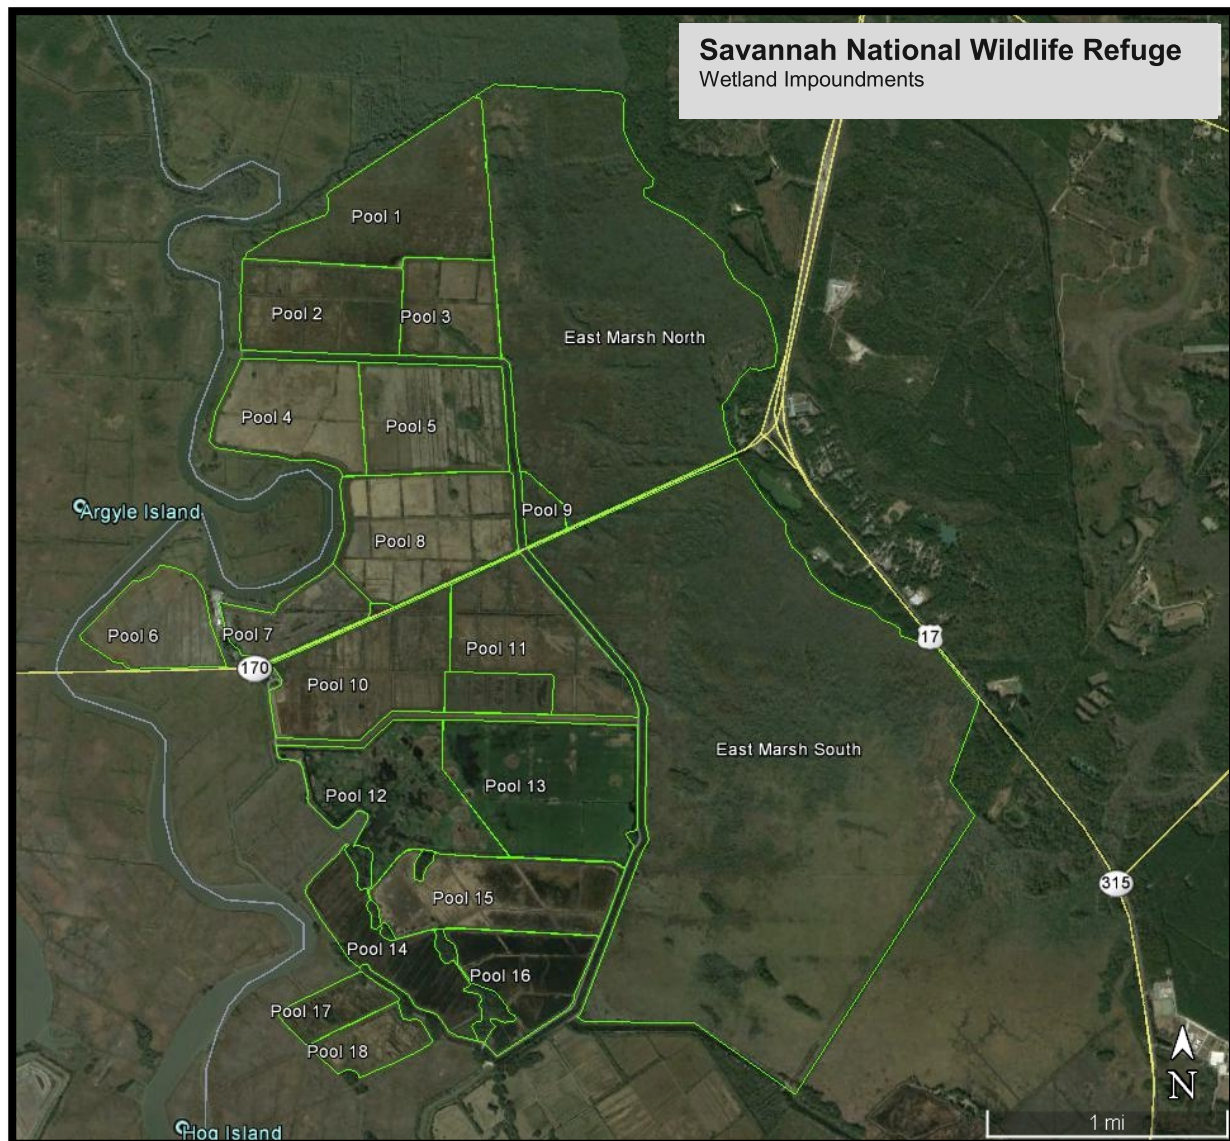 Savannah National Wildlife Refuge
Wetland Impoundments
Pool 1
Pool 2
Pool 3
East Marsh North
Pool 4
Pool 5
Argyle Island
Pool 9
Pool 8
Pool 6
Pool 7
17
Pool 11
170
Pool 10
East Marsh South
Pool 13
Pool 12
315
Pool 15
Pool 14
Pool 16
Pool 17
Pool 18
N
1 mi
Hog Island